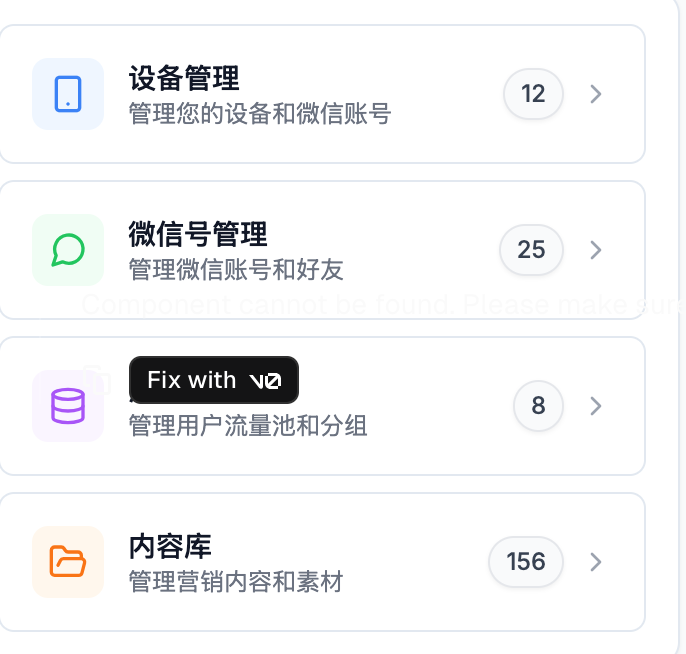 设备管理
管理您的设备和微信账号
12
微信号管理
管理微信账号和好友
25
Component cannot be found. Please make sur
Fix with v0
管理用户流量池和分组
8
内容库
管理营销内容和素材
156